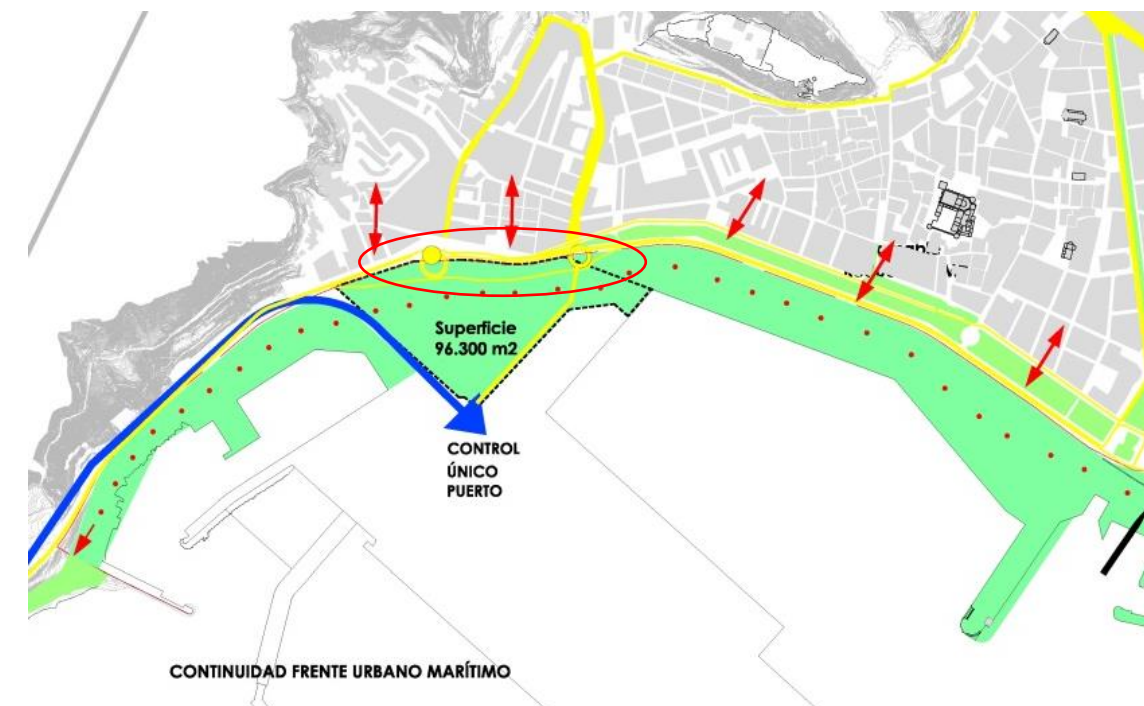 Superficie
96.300 m2
CONTROL
ÚNICO
PUERTO
CONTINUIDAD FRENTE URBANO MARÍTIMO